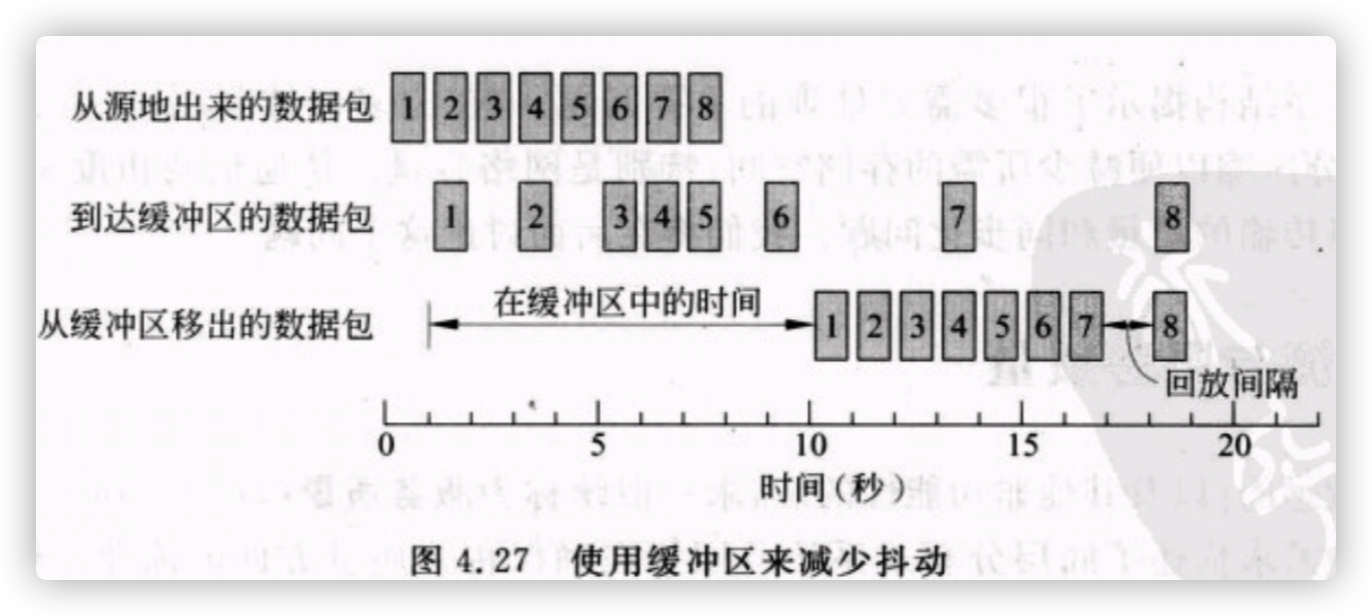 从源地出来的数据包 1 2 3 4 5 6 7 8
到达缓冲区的数据包 1 2 3 4 5 6 7 8
在缓冲区中的时间
从缓冲区移出的数据包 1 2 3 4 5 6 7 8
回放间隔
0 5 10 15 20
时间(秒)
图 4.27 使用缓冲区来减少抖动